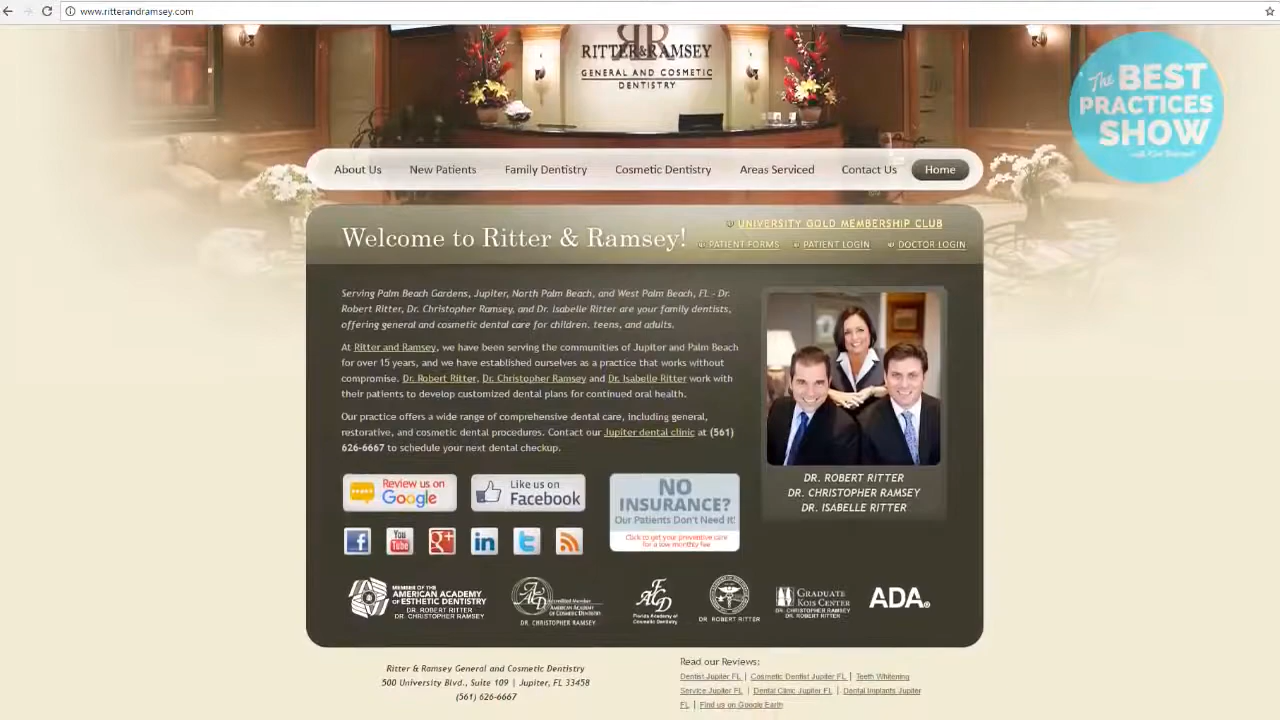 www.ritterandramsey.com
RITTER&RAMSEY
GENERAL AND COSMETIC
DENTISTRY
The BEST
PRACTICES
SHOW
About Us New Patients Family Dentistry Cosmetic Dentistry Areas Serviced Contact Us Home
Welcome to Ritter & Ramsey!
UNIVERSITY GOLD MEMBERSHIP CLUB
PATIENT FORMS PATIENT LOGIN DOCTOR LOGIN
Serving Palm Beach Gardens, Jupiter, North Palm Beach, and West Palm Beach, FL - Dr.
Robert Ritter, Dr. Christopher Ramsey, and Dr. Isabelle Ritter are your family dentists,
offering general and cosmetic dental care for children, teens, and adults.
At Ritter and Ramsey, we have been serving the communities of Jupiter and Palm Beach
for over 15 years, and we have established ourselves as a practice that works without
compromise. Dr. Robert Ritter, Dr. Christopher Ramsey and Dr. Isabelle Ritter work with
their patients to develop customized dental plans for continued oral health.
Our practice offers a wide range of comprehensive dental care, including general,
restorative, and cosmetic dental procedures. Contact our Jupiter dental clinic at (561)
626-6667 to schedule your next dental checkup.
DR. ROBERT RITTER
DR. CHRISTOPHER RAMSEY
DR. ISABELLE RITTER
Review us on
Google
Like us on
Facebook
NO
INSURANCE?
Our Patients Don't Need it!
Click to get your preventive care
for a low monthly fee
You
Tube
MEMBER OF THE
AMERICAN ACADEMY
OF ESTHETIC DENTISTRY
DR. ROBERT RITTER
DR. CHRISTOPHER RAMSEY
Accredited Member
AMERICAN ACADEMY
OF COSMETIC DENTISTRY
DR. CHRISTOPHER RAMSEY
Florida Academy of
Cosmetic Dentistry
DR. ROBERT RITTER
GRADUATE
KOIS CENTER
DR. CHRISTOPHER RAMSEY
DR. ROBERT RITTER
ADA
Ritter & Ramsey General and Cosmetic Dentistry
500 University Blvd., Suite 109 | Jupiter, FL 33458
(561) 626-6667
Read our Reviews:
Dentist Jupiter FL | Cosmetic Dentist Jupiter FL | Teeth Whitening
Service Jupiter FL | Dental Clinic Jupiter FL | Dental Implants Jupiter
FL | Find us on Google Earth